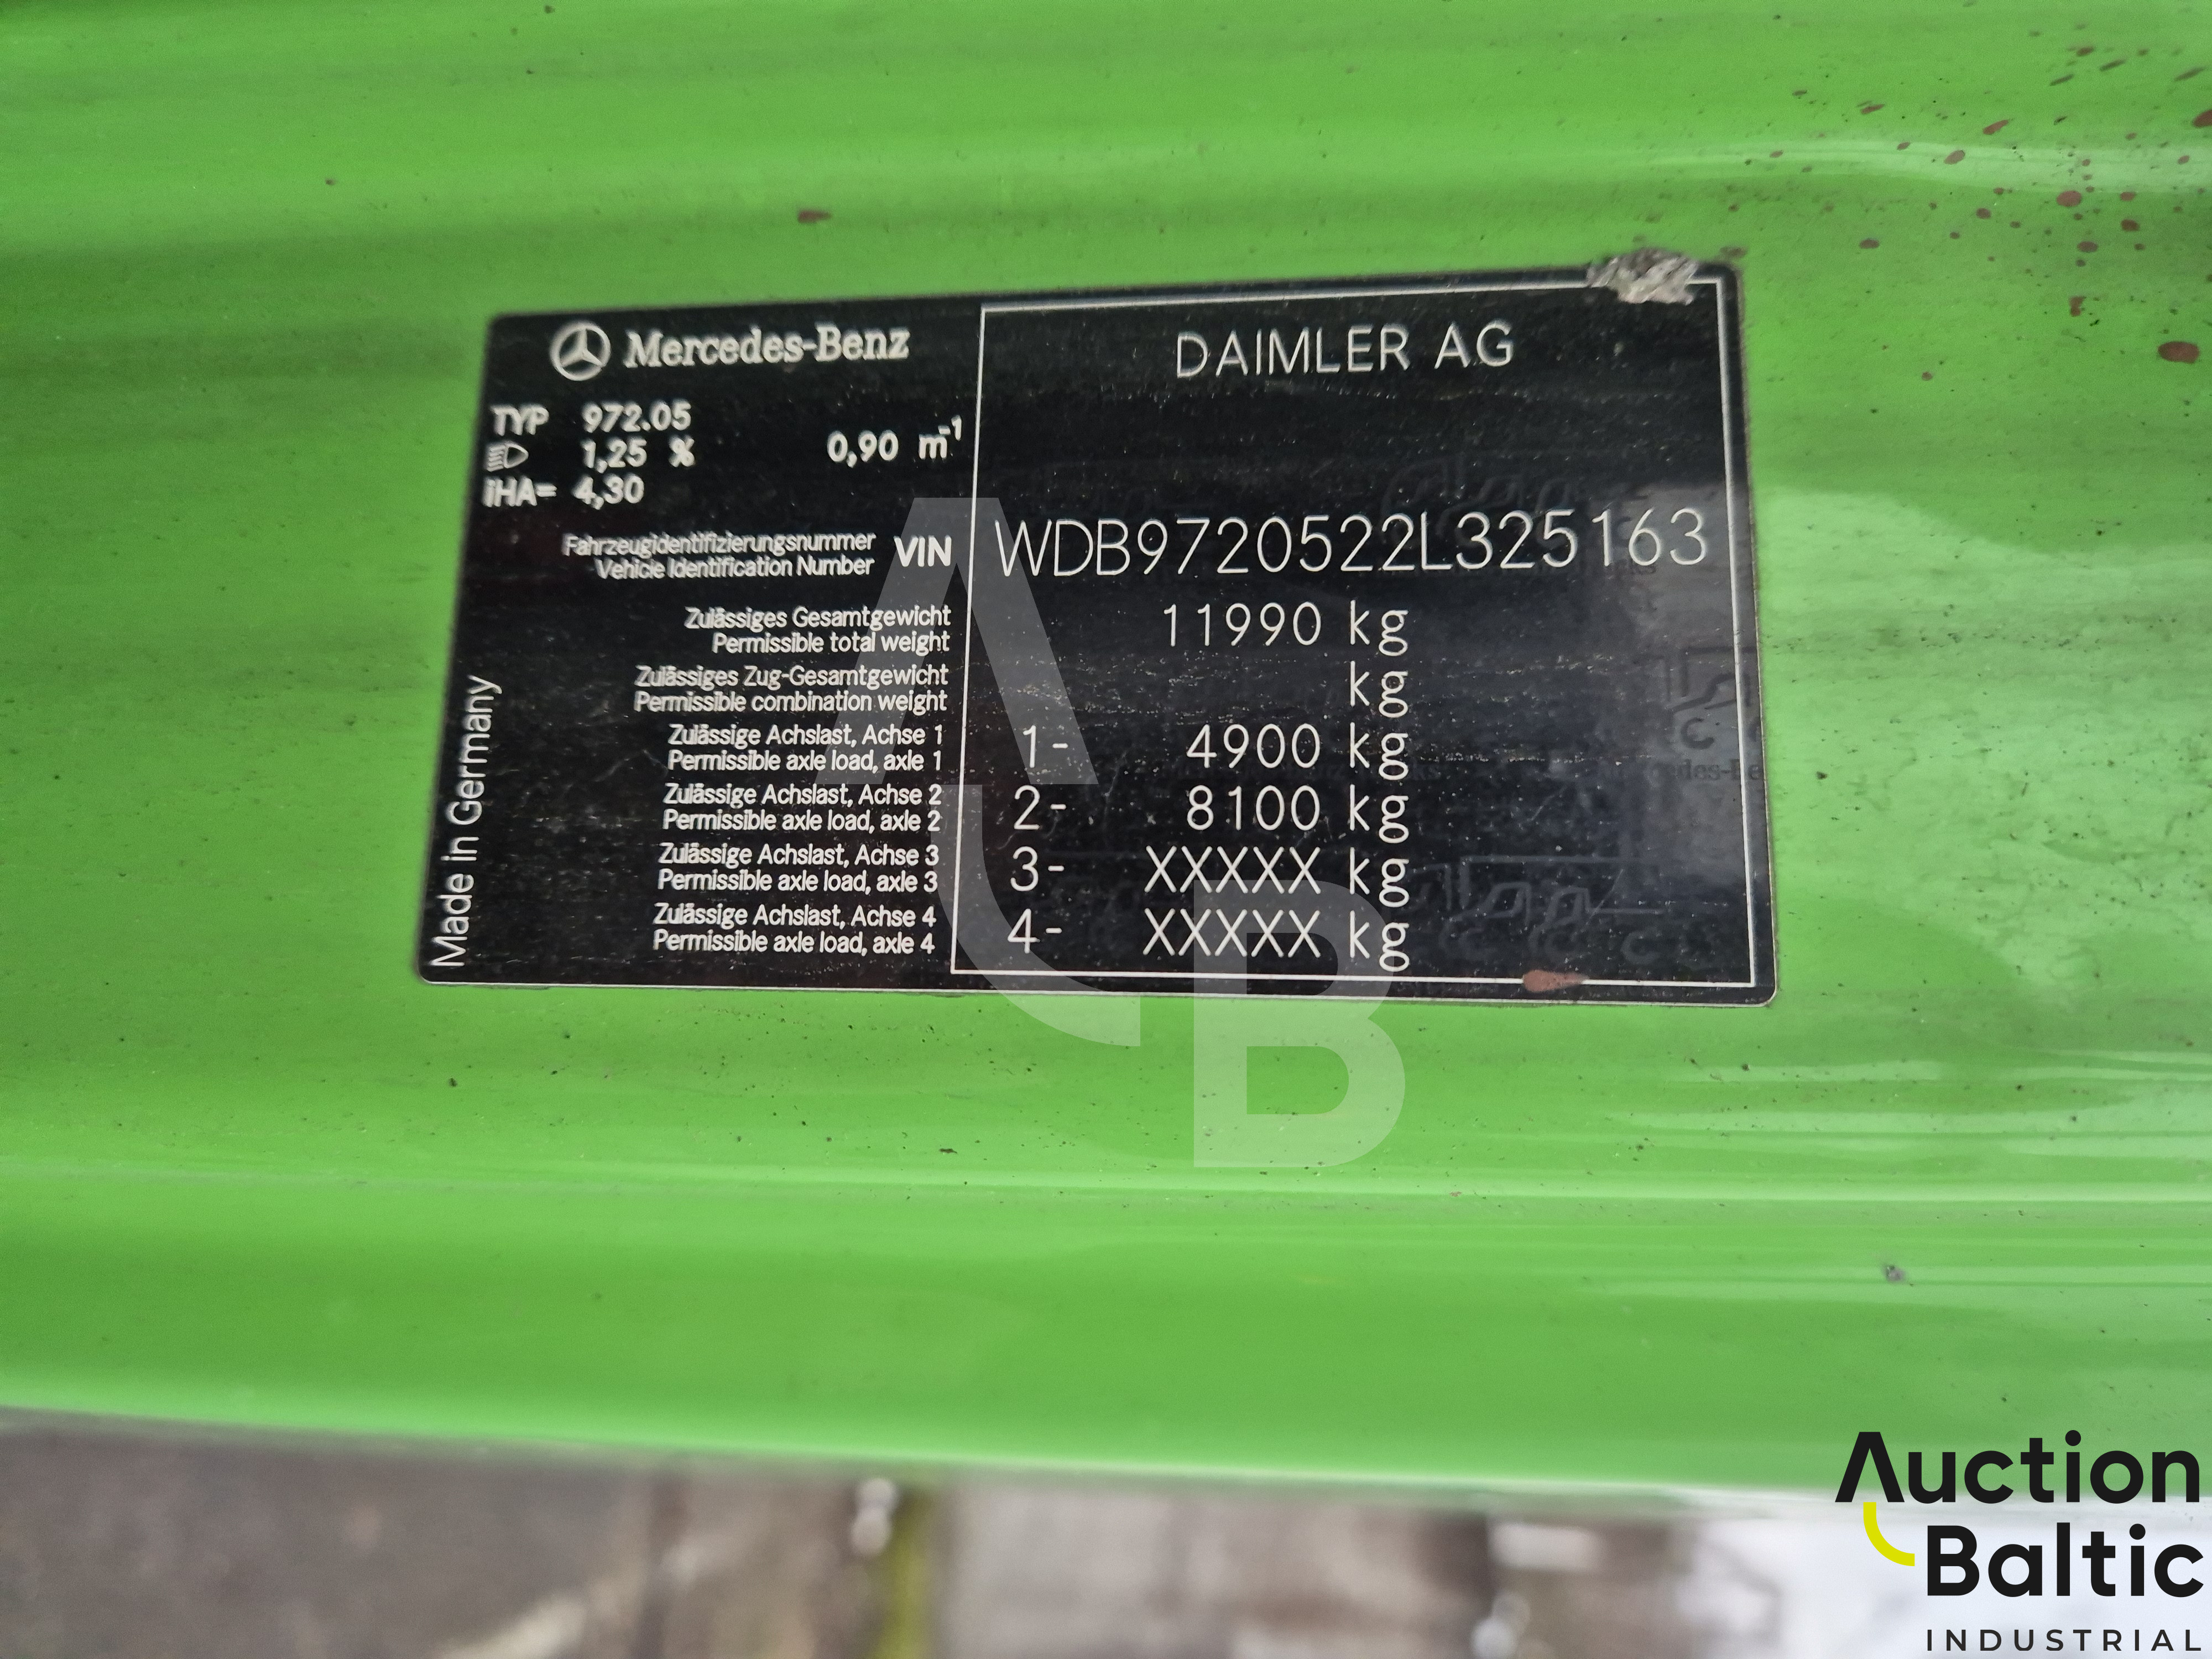 Mercedes-Benz
DAIMLER AG
TYP 972.05
1,25 % 0,90 m⁻¹
iHA= 4,30
Fahrzeugidentifizierungsnummer
Vehicle Identification Number
VIN WDB9720522L325163
Zulässiges Gesamtgewicht
Permissible total weight
11990 kg
Zulässiges Zug-Gesamtgewicht
Permissible combination weight
kg
Zulässige Achslast, Achse 1
Permissible axle load, axle 1
1- 4900 kg
Zulässige Achslast, Achse 2
Permissible axle load, axle 2
2- 8100 kg
Zulässige Achslast, Achse 3
Permissible axle load, axle 3
3- XXXXX kg
Zulässige Achslast, Achse 4
Permissible axle load, axle 4
4- XXXXX kg
Made in Germany
AB
Auction
Baltic
INDUSTRIAL